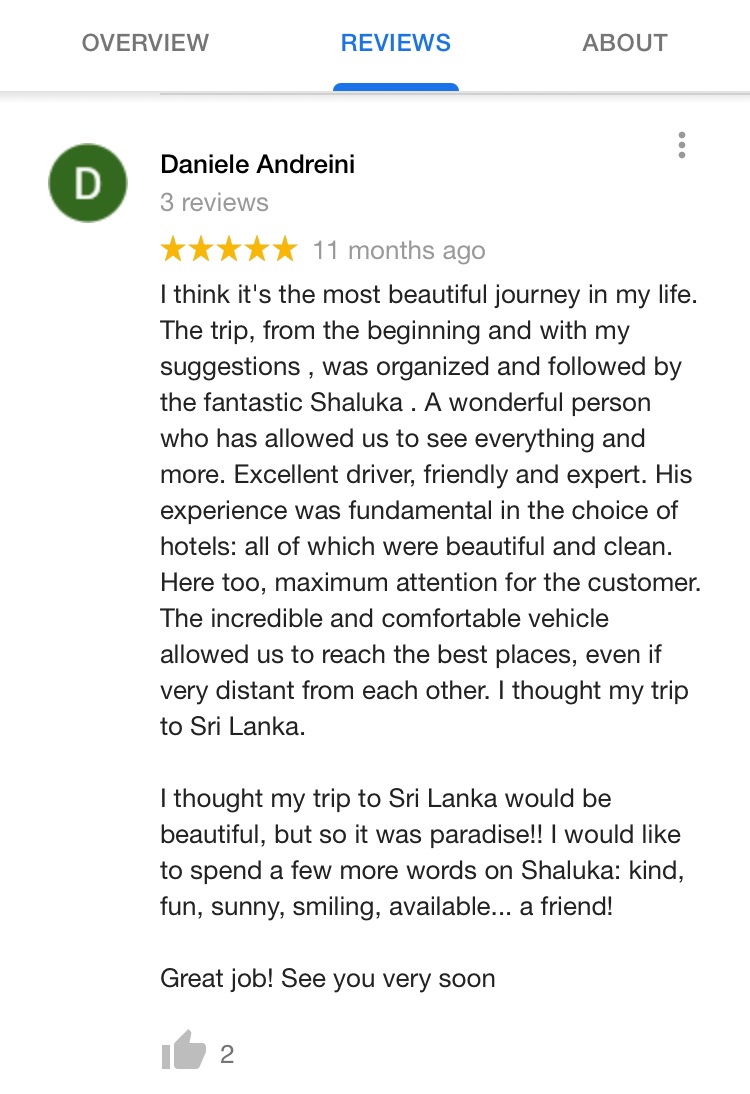 OVERVIEW REVIEWS ABOUT
D
Daniele Andreini
3 reviews
11 months ago
I think it's the most beautiful journey in my life.
The trip, from the beginning and with my
suggestions , was organized and followed by
the fantastic Shaluka . A wonderful person
who has allowed us to see everything and
more. Excellent driver, friendly and expert. His
experience was fundamental in the choice of
hotels: all of which were beautiful and clean.
Here too, maximum attention for the customer.
The incredible and comfortable vehicle
allowed us to reach the best places, even if
very distant from each other. I thought my trip
to Sri Lanka.
I thought my trip to Sri Lanka would be
beautiful, but so it was paradise!! I would like
to spend a few more words on Shaluka: kind,
fun, sunny, smiling, available... a friend!
Great job! See you very soon
2